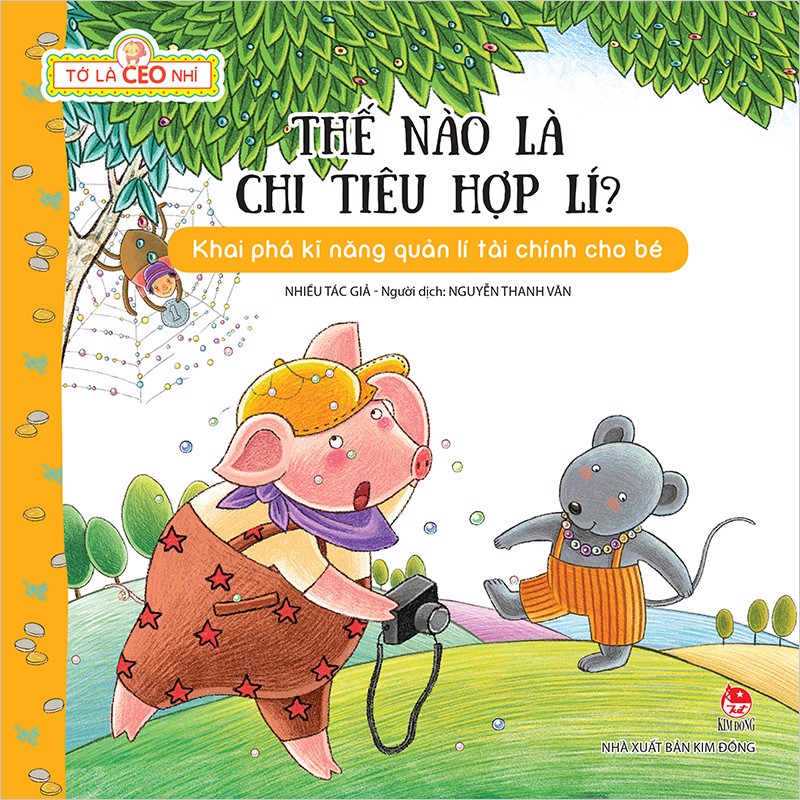 TỚ LÀ CEO NHÍ
THẾ NÀO LÀ
CHI TIÊU HỢP LÍ?
Khai phá kĩ năng quản lí tài chính cho bé
NHIỀU TÁC GIẢ - Người dịch: NGUYỄN THANH VÂN
1
KIM ĐỒNG
NHÀ XUẤT BẢN KIM ĐỒNG